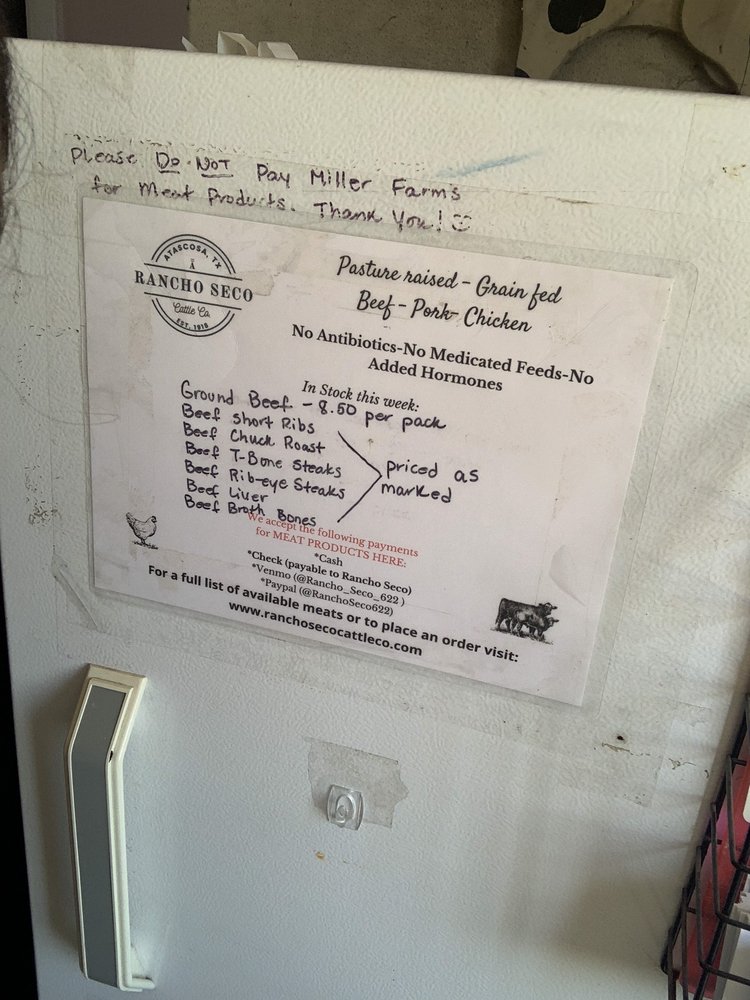 Please Do Not Pay Miller Farms
for Meat Products. Thank You!
ATASCOSA, TX
RANCHO SECO
Cattle Co.
EST. 1918
Pasture raised - Grain fed
Beef - Pork- Chicken
No Antibiotics-No Medicated Feeds-No
Added Hormones
In Stock this week:
Ground Beef - 8.50 per pack
Beef Short Ribs
Beef Chuck Roast
Beef T-Bone Steaks
Beef Rib-eye Steaks
Beef Liver
Beef Broth Bones
priced as
marked
We accept the following payments
for MEAT PRODUCTS HERE:
*Cash
*Check (payable to Rancho Seco)
*Venmo (@Rancho_Seco_622 )
*Paypal (@RanchoSeco622)
For a full list of available meats or to place an order visit:
www.ranchosecocattleco.com